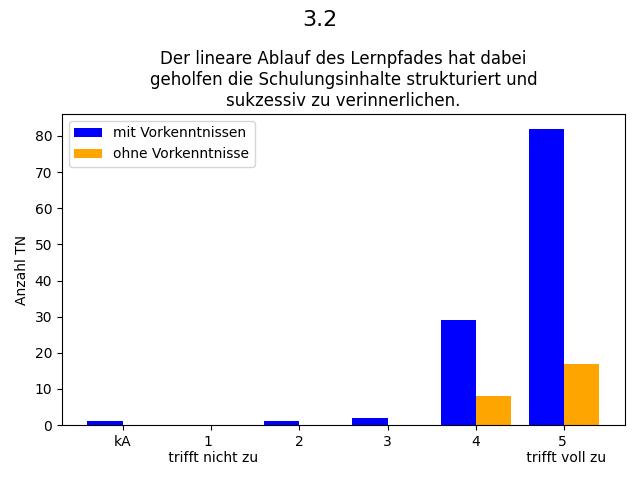 3.2
Der lineare Ablauf des Lernpfades hat dabei
geholfen die Schulungsinhalte strukturiert und
sukzessiv zu verinnerlichen.
mit Vorkenntnissen
ohne Vorkenntnisse
Anzahl TN
80
70
60
50
40
30
20
10
0
kA 1 2 3 4 5
trifft nicht zu trifft voll zu